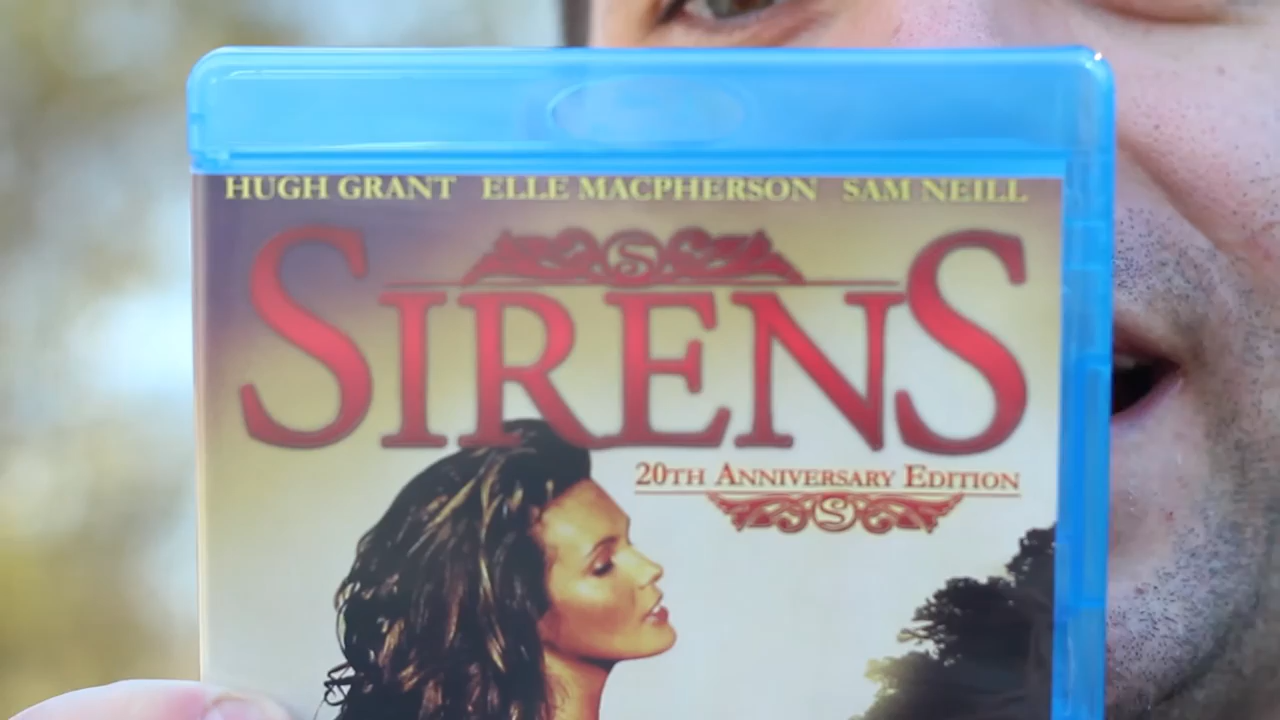 HUGH GRANT ELLE MACPHERSON SAM NEILL
S
SIRENS
20TH ANNIVERSARY EDITION
S